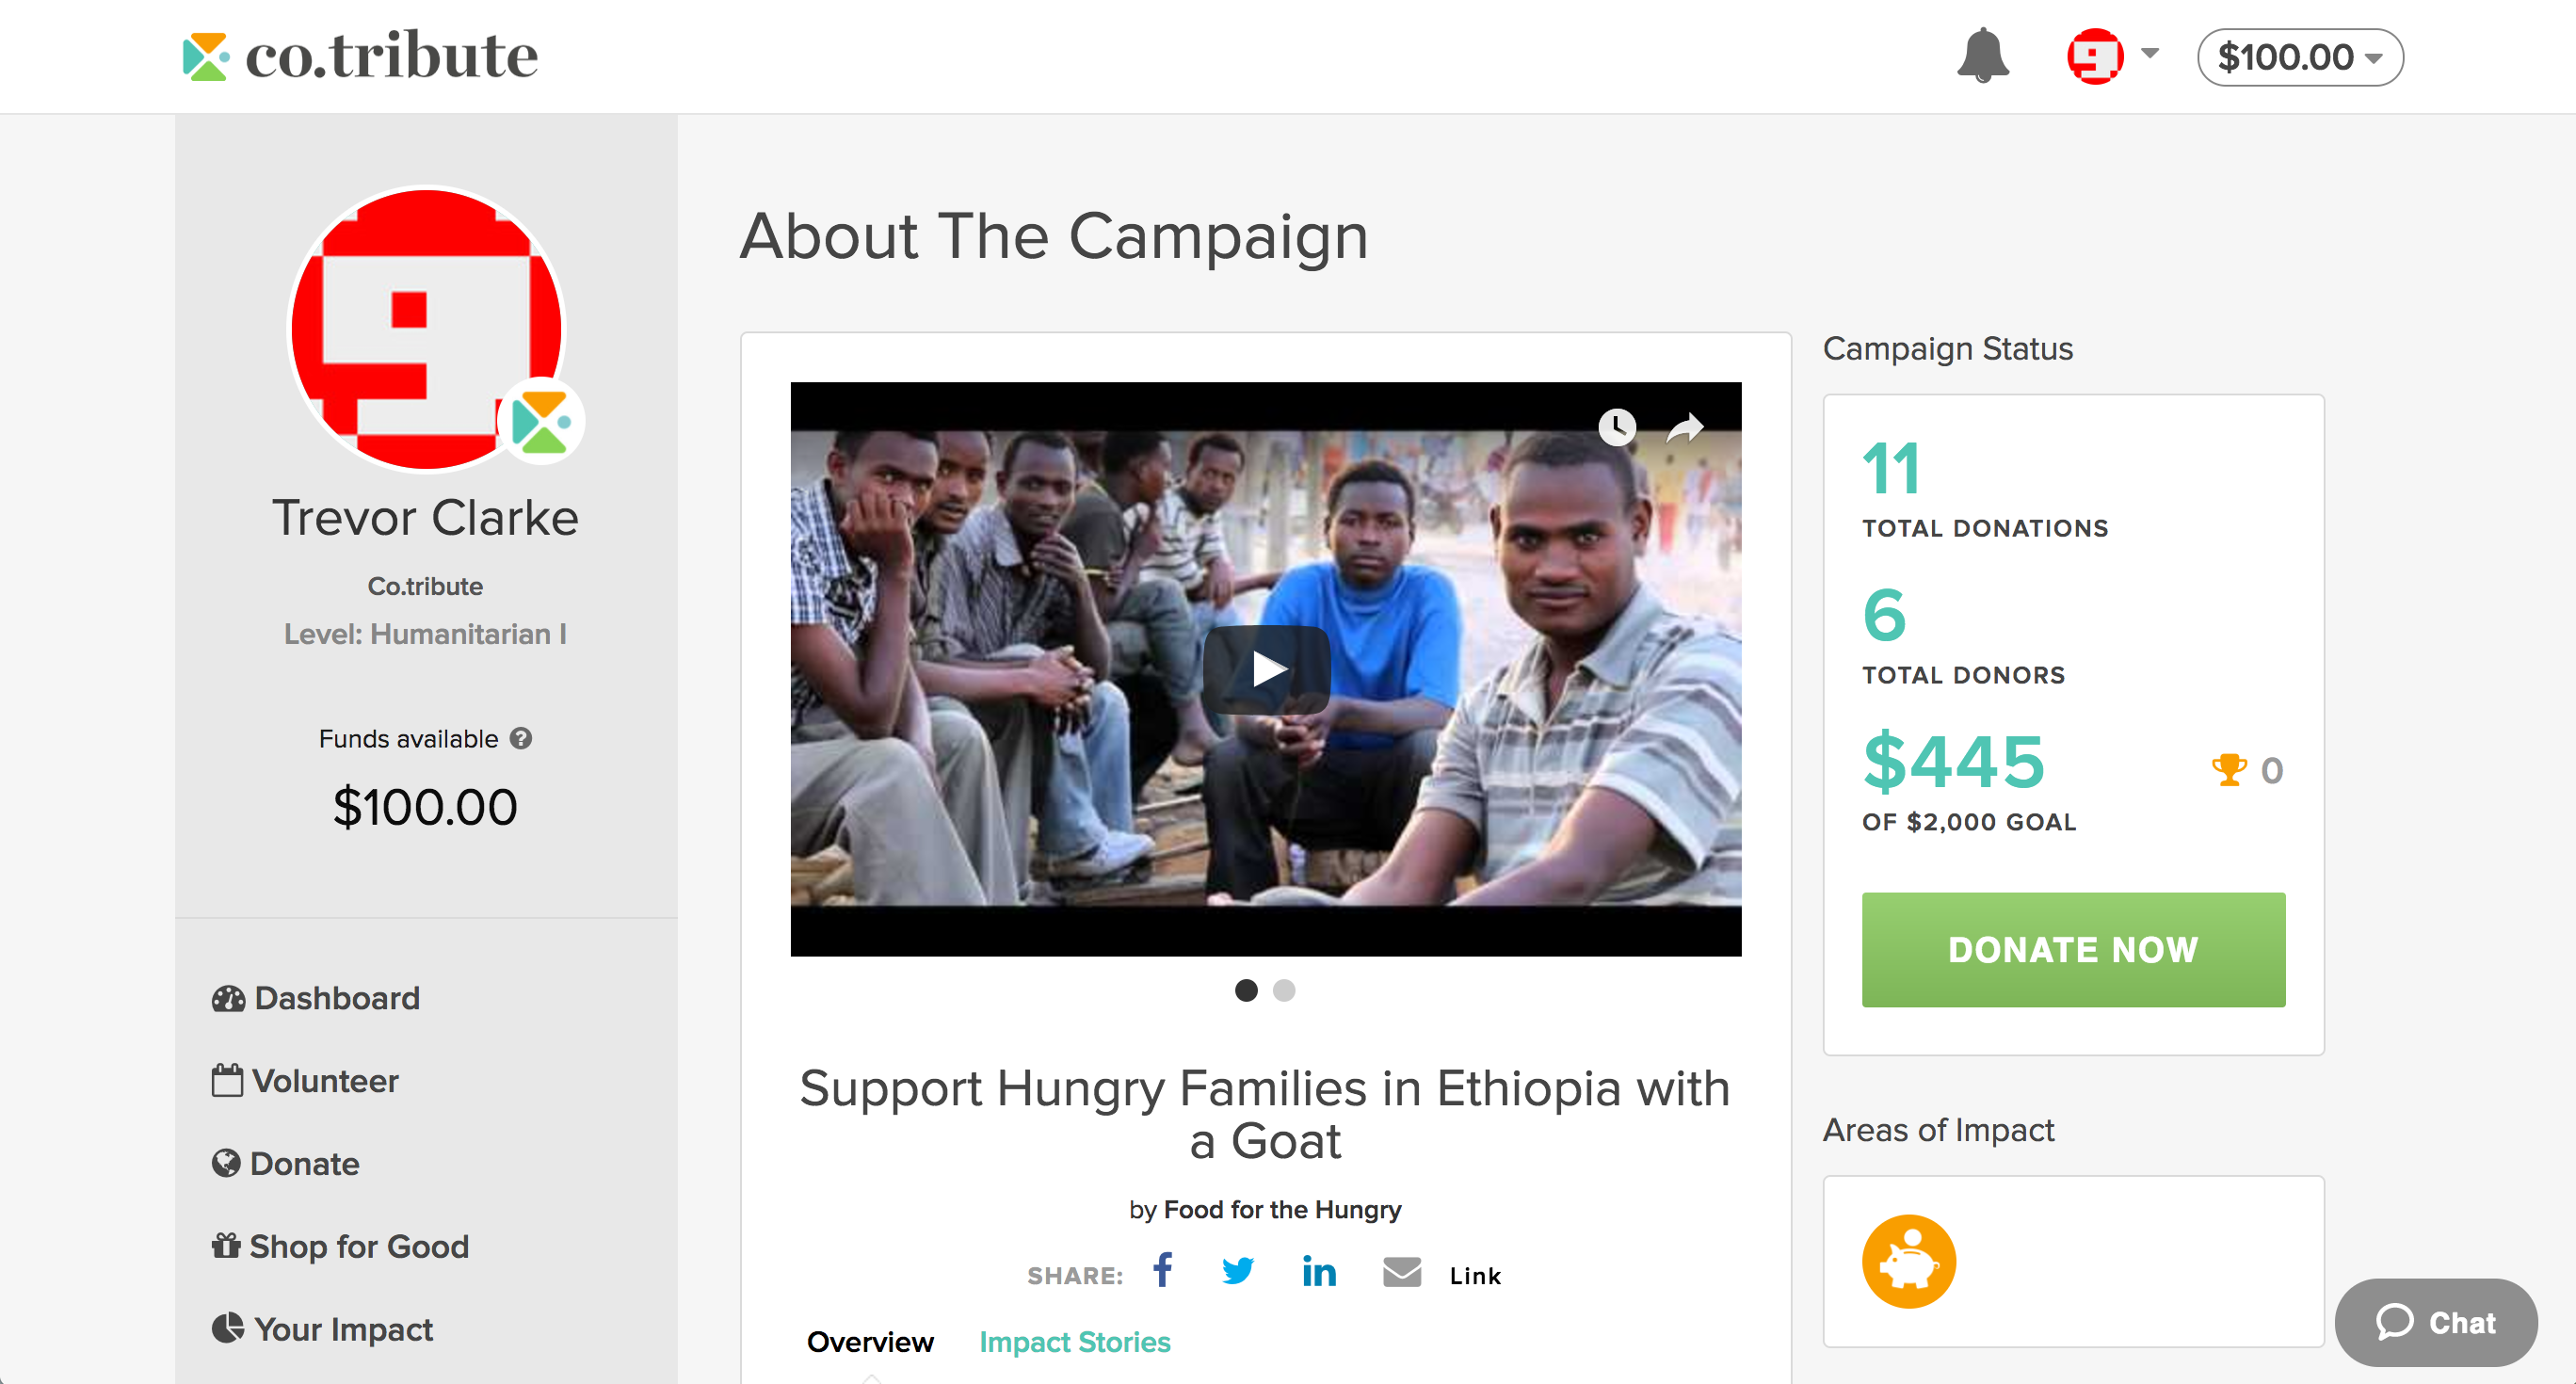 co.tribute
$100.00
Trevor Clarke
Co.tribute
Level: Humanitarian I
Funds available
$100.00
Dashboard
Volunteer
Donate
Shop for Good
Your Impact
About The Campaign
Support Hungry Families in Ethiopia with
a Goat
by Food for the Hungry
SHARE: Link
Overview Impact Stories
Campaign Status
11
TOTAL DONATIONS
6
TOTAL DONORS
$445
0
OF $2,000 GOAL
DONATE NOW
Areas of Impact
Chat